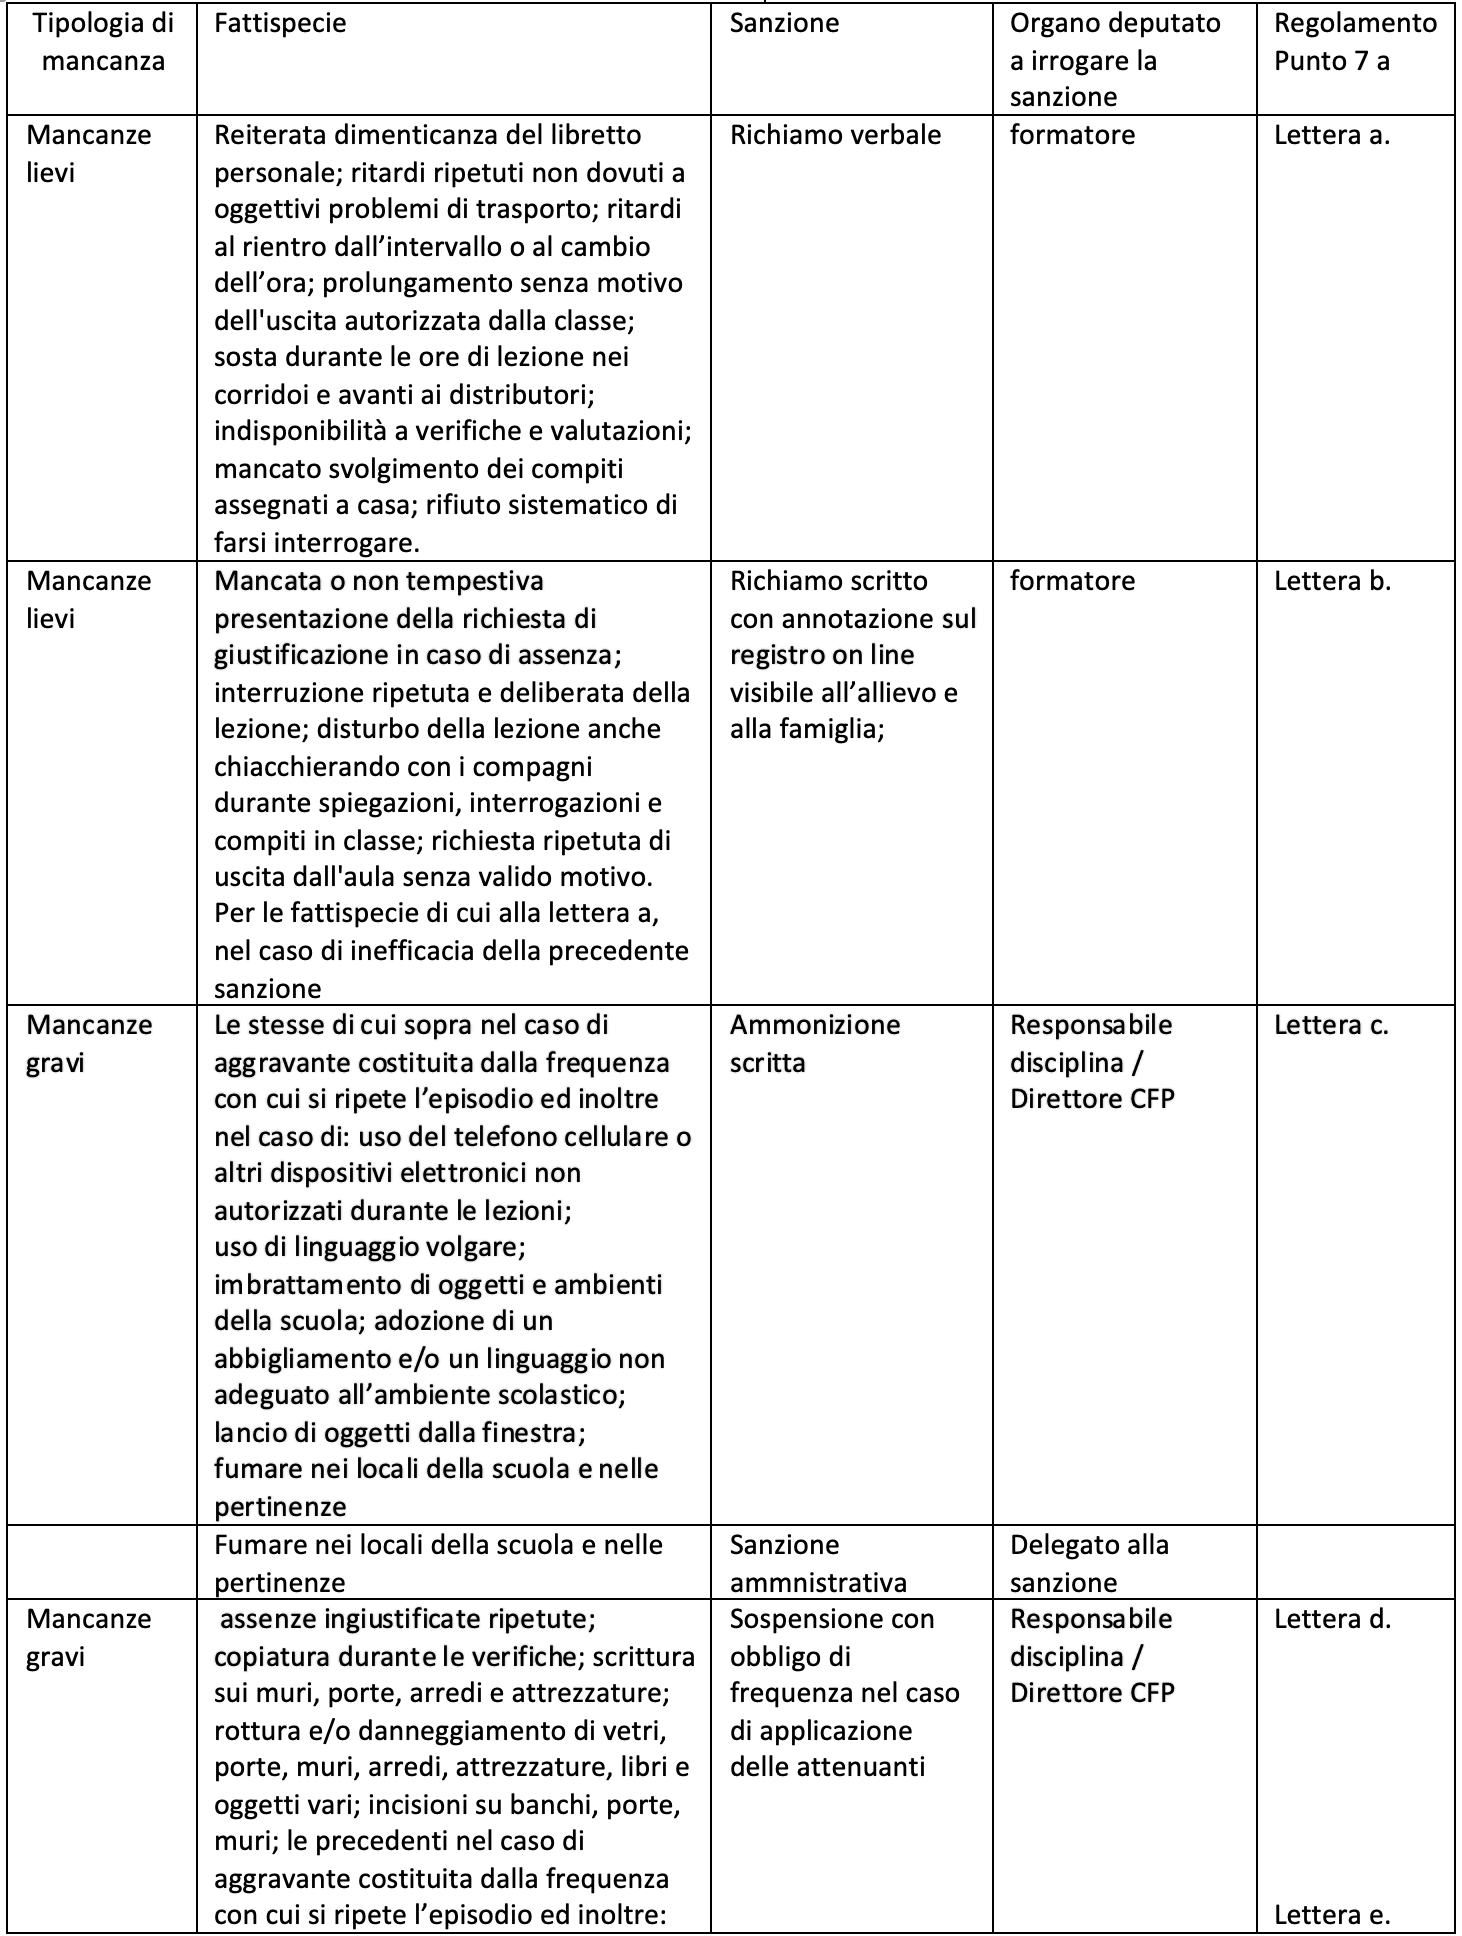 Tipologia di mancanza
Fattispecie
Sanzione
Organo deputato
a irrogare la
sanzione
Regolamento
Punto 7 a
Mancanze
lievi
Reiterata dimenticanza del libretto
personale; ritardi ripetuti non dovuti a
oggettivi problemi di trasporto; ritardi
al rientro dall’intervallo o al cambio
dell’ora; prolungamento senza motivo
dell'uscita autorizzata dalla classe;
sosta durante le ore di lezione nei
corridoi e avanti ai distributori;
indisponibilità a verifiche e valutazioni;
mancato svolgimento dei compiti
assegnati a casa; rifiuto sistematico di
farsi interrogare.
Richiamo verbale
formatore
Lettera a.
Mancanze
lievi
Mancata o non tempestiva
presentazione della richiesta di
giustificazione in caso di assenza;
interruzione ripetuta e deliberata della
lezione; disturbo della lezione anche
chiacchierando con i compagni
durante spiegazioni, interrogazioni e
compiti in classe; richiesta ripetuta di
uscita dall'aula senza valido motivo.
Per le fattispecie di cui alla lettera a,
nel caso di inefficacia della precedente
sanzione
Richiamo scritto
con annotazione sul
registro on line
visibile all’allievo e
alla famiglia;
formatore
Lettera b.
Mancanze
gravi
Le stesse di cui sopra nel caso di
aggravante costituita dalla frequenza
con cui si ripete l’episodio ed inoltre
nel caso di: uso del telefono cellulare o
altri dispositivi elettronici non
autorizzati durante le lezioni;
uso di linguaggio volgare;
imbrattamento di oggetti e ambienti
della scuola; adozione di un
abbigliamento e/o un linguaggio non
adeguato all’ambiente scolastico;
lancio di oggetti dalla finestra;
fumare nei locali della scuola e nelle
pertinenze
Ammonizione
scritta
Responsabile
disciplina /
Direttore CFP
Lettera c.
Fumare nei locali della scuola e nelle
pertinenze
Sanzione
ammnistrativa
Delegato alla
sanzione
Mancanze
gravi
assenze ingiustificate ripetute;
copiatura durante le verifiche; scrittura
sui muri, porte, arredi e attrezzature;
rottura e/o danneggiamento di vetri,
porte, muri, arredi, attrezzature, libri e
oggetti vari; incisioni su banchi, porte,
muri; le precedenti nel caso di
aggravante costituita dalla frequenza
con cui si ripete l’episodio ed inoltre:
Sospensione con
obbligo di
frequenza nel caso
di applicazione
delle attenuanti
Responsabile
disciplina /
Direttore CFP
Lettera d.
Lettera e.